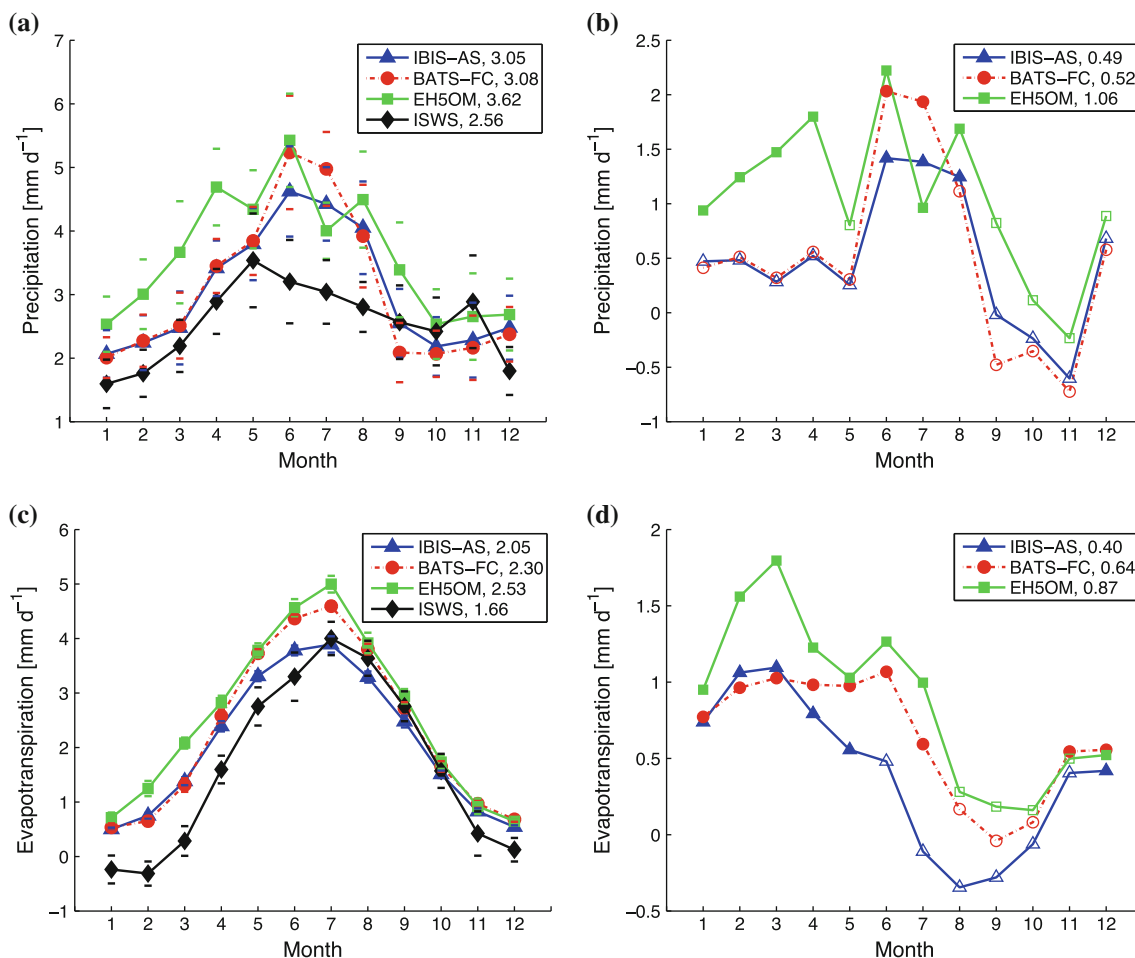 (a)
7
6
5
4
3
2
1
Precipitation [mm d⁻¹]
IBIS−AS, 3.05
BATS−FC, 3.08
EH5OM, 3.62
ISWS, 2.56
1 2 3 4 5 6 7 8 9 10 11 12
Month
(b)
2.5
2
1.5
1
0.5
0
−0.5
−1
Precipitation [mm d⁻¹]
IBIS−AS, 0.49
BATS−FC, 0.52
EH5OM, 1.06
1 2 3 4 5 6 7 8 9 10 11 12
Month
(c)
6
5
4
3
2
1
0
−1
Evapotranspiration [mm d⁻¹]
IBIS−AS, 2.05
BATS−FC, 2.30
EH5OM, 2.53
ISWS, 1.66
1 2 3 4 5 6 7 8 9 10 11 12
Month
(d)
2
1.5
1
0.5
0
−0.5
Evapotranspiration [mm d⁻¹]
IBIS−AS, 0.40
BATS−FC, 0.64
EH5OM, 0.87
1 2 3 4 5 6 7 8 9 10 11 12
Month